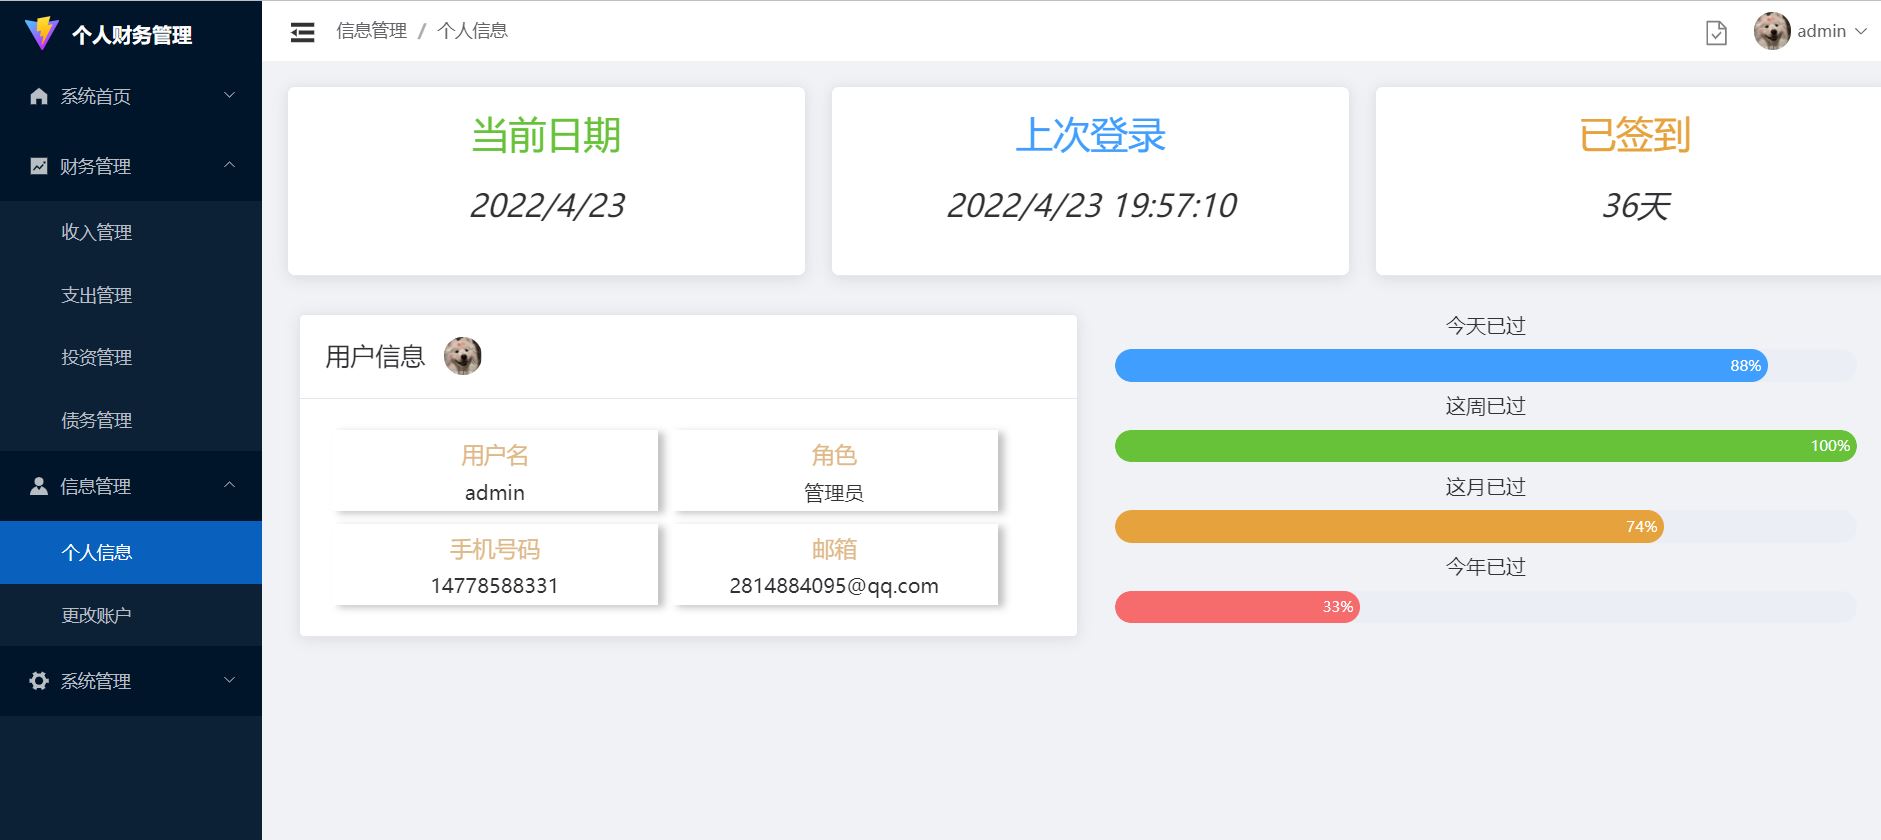 个人财务管理
系统首页
财务管理
收入管理
支出管理
投资管理
债务管理
信息管理
个人信息
更改账户
系统管理
信息管理 / 个人信息
admin
当前日期
2022/4/23
上次登录
2022/4/23 19:57:10
已签到
36天
用户信息
用户名
admin
角色
管理员
手机号码
14778588331
邮箱
2814884095@qq.com
今天已过
88%
这周已过
100%
这月已过
74%
今年已过
33%